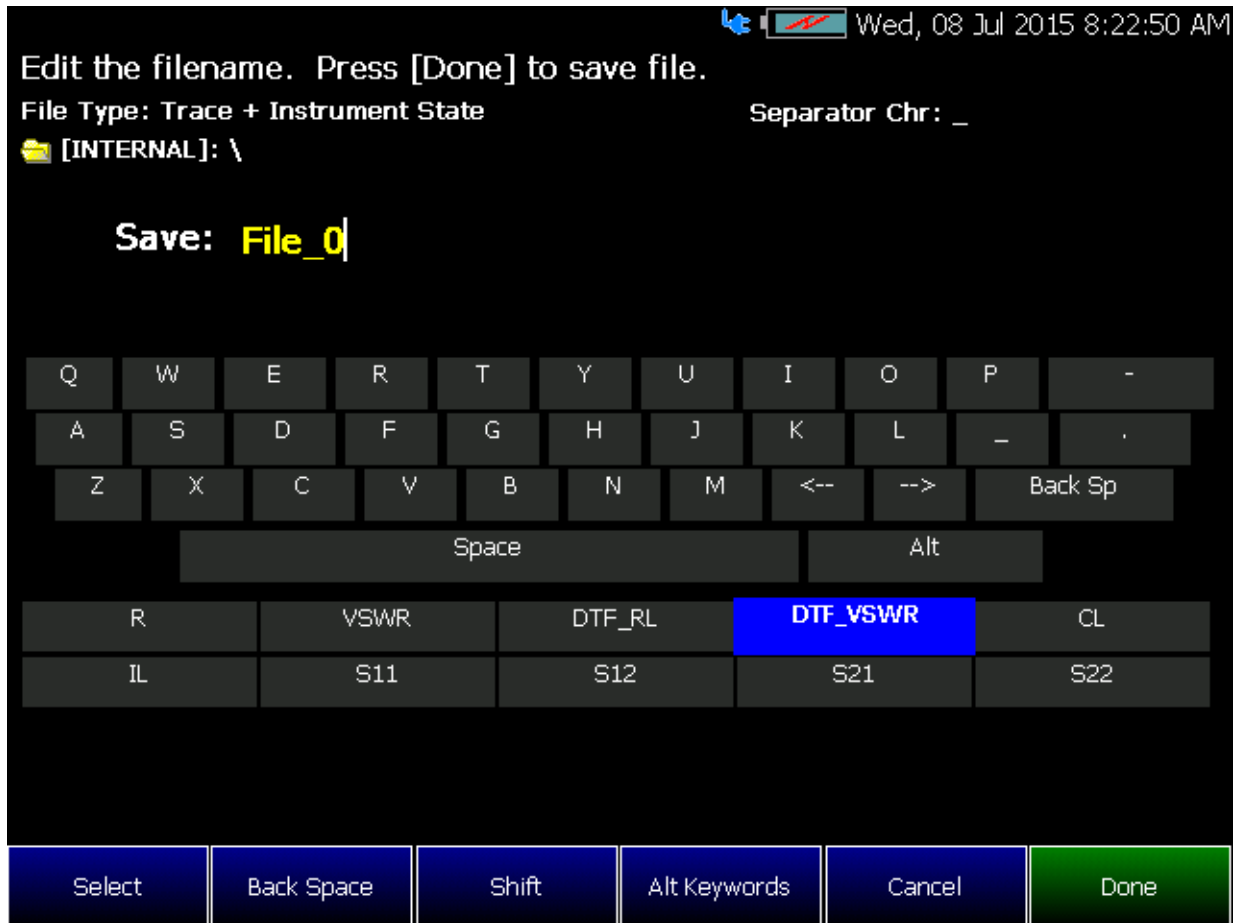 Wed, 08 Jul 2015 8:22:50 AM
Edit the filename. Press [Done] to save file.
File Type: Trace + Instrument State Separator Chr: _
[INTERNAL]: \
Save: File_0
Q W E R T Y U I O P -
A S D F G H J K L _ .
Z X C V B N M <-- --> Back Sp
Space Alt
R VSWR DTF_RL DTF_VSWR CL
IL S11 S12 S21 S22
Select Back Space Shift Alt Keywords Cancel Done